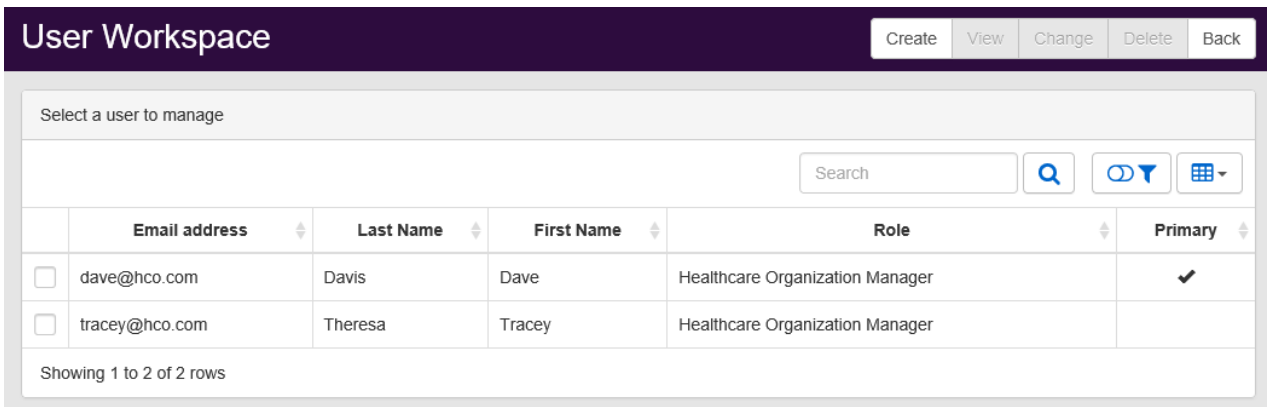 User Workspace
Create View Change Delete Back
Select a user to manage
Search
Email address Last Name First Name Role Primary
dave@hco.com Davis Dave Healthcare Organization Manager
tracey@hco.com Theresa Tracey Healthcare Organization Manager
Showing 1 to 2 of 2 rows